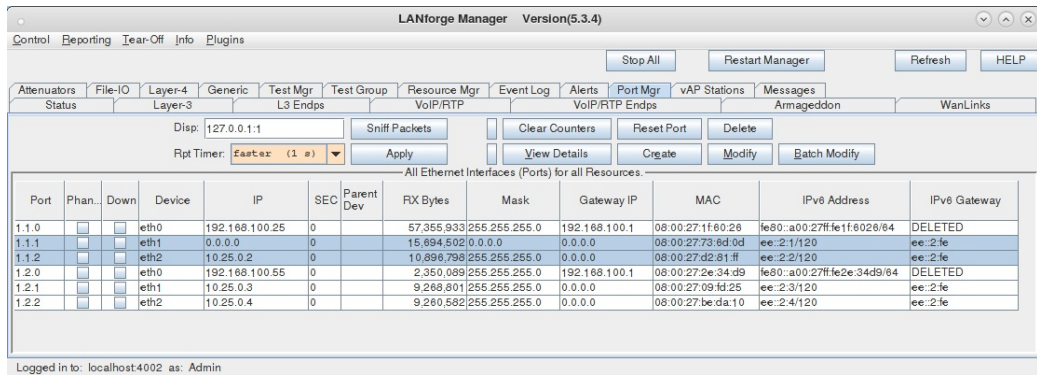 LANforge Manager Version(5.3.4)
Control Reporting Tear-Off Info Plugins
Stop All Restart Manager Refresh HELP
Attenuators File-IO Layer-4 Generic Test Mgr Test Group Resource Mgr Event Log Alerts Port Mgr vAP Stations Messages
Status Layer-3 L3 Endps VoIP/RTP VoIP/RTP Endps Armageddon WanLinks
Disp: 127.0.0.1:1 Sniff Packets Clear Counters Reset Port Delete
Rpt Timer: faster (1 s) Apply View Details Create Modify Batch Modify
All Ethernet Interfaces (Ports) for all Resources.
Port Phan... Down Device IP SEC Parent Dev RX Bytes Mask Gateway IP MAC IPv6 Address IPv6 Gateway
1.1.0 eth0 192.168.100.25 0 57,355,933 255.255.255.0 192.168.100.1 08:00:27:1f:60:26 fe80::a00:27ff:fe1f:6026/64 DELETED
1.1.1 eth1 0.0.0.0 0 15,694,502 0.0.0.0 0.0.0.0 08:00:27:73:6d:0d ee::2:1/120 ee::2:fe
1.1.2 eth2 10.25.0.2 0 10,896,798 255.255.255.0 0.0.0.0 08:00:27:d2:81:ff ee::2:2/120 ee::2:fe
1.2.0 eth0 192.168.100.55 0 2,350,089 255.255.255.0 192.168.100.1 08:00:27:2e:34:d9 fe80::a00:27ff:fe2e:34d9/64 DELETED
1.2.1 eth1 10.25.0.3 0 9,268,801 255.255.255.0 0.0.0.0 08:00:27:09:fd:25 ee::2:3/120 ee::2:fe
1.2.2 eth2 10.25.0.4 0 9,260,582 255.255.255.0 0.0.0.0 08:00:27:be:da:10 ee::2:4/120 ee::2:fe
Logged in to: localhost:4002 as: Admin